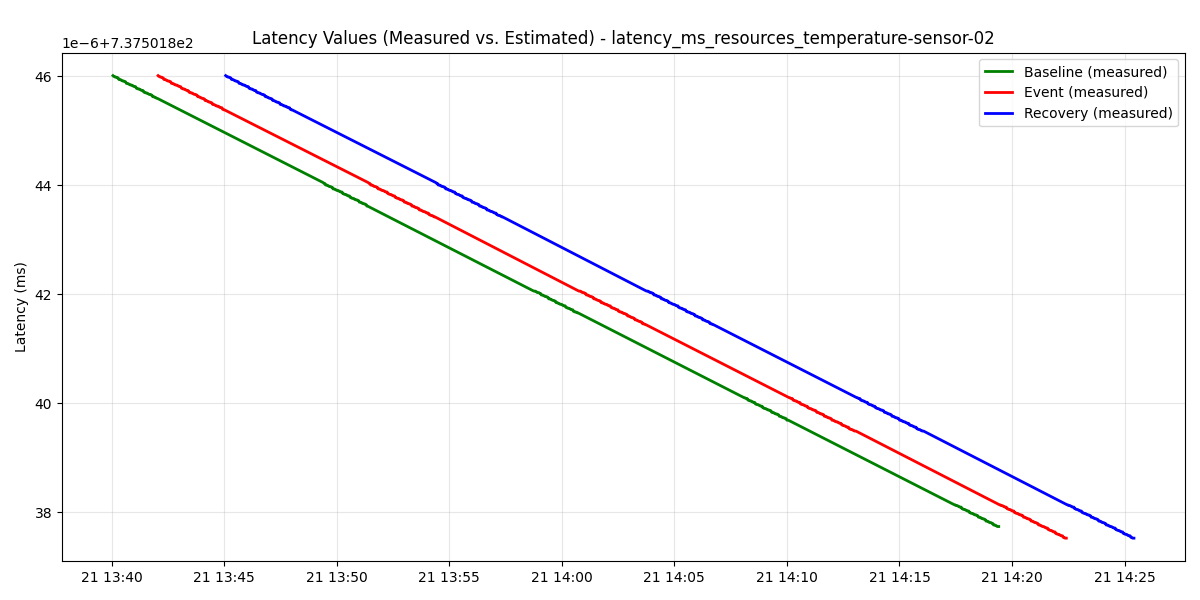 Latency Values (Measured vs. Estimated) - latency_ms_resources_temperature-sensor-02
1e−6+7.375018e2
Baseline (measured)
Event (measured)
Recovery (measured)
Latency (ms)
46
44
42
40
38
21 13:40
21 13:45
21 13:50
21 13:55
21 14:00
21 14:05
21 14:10
21 14:15
21 14:20
21 14:25